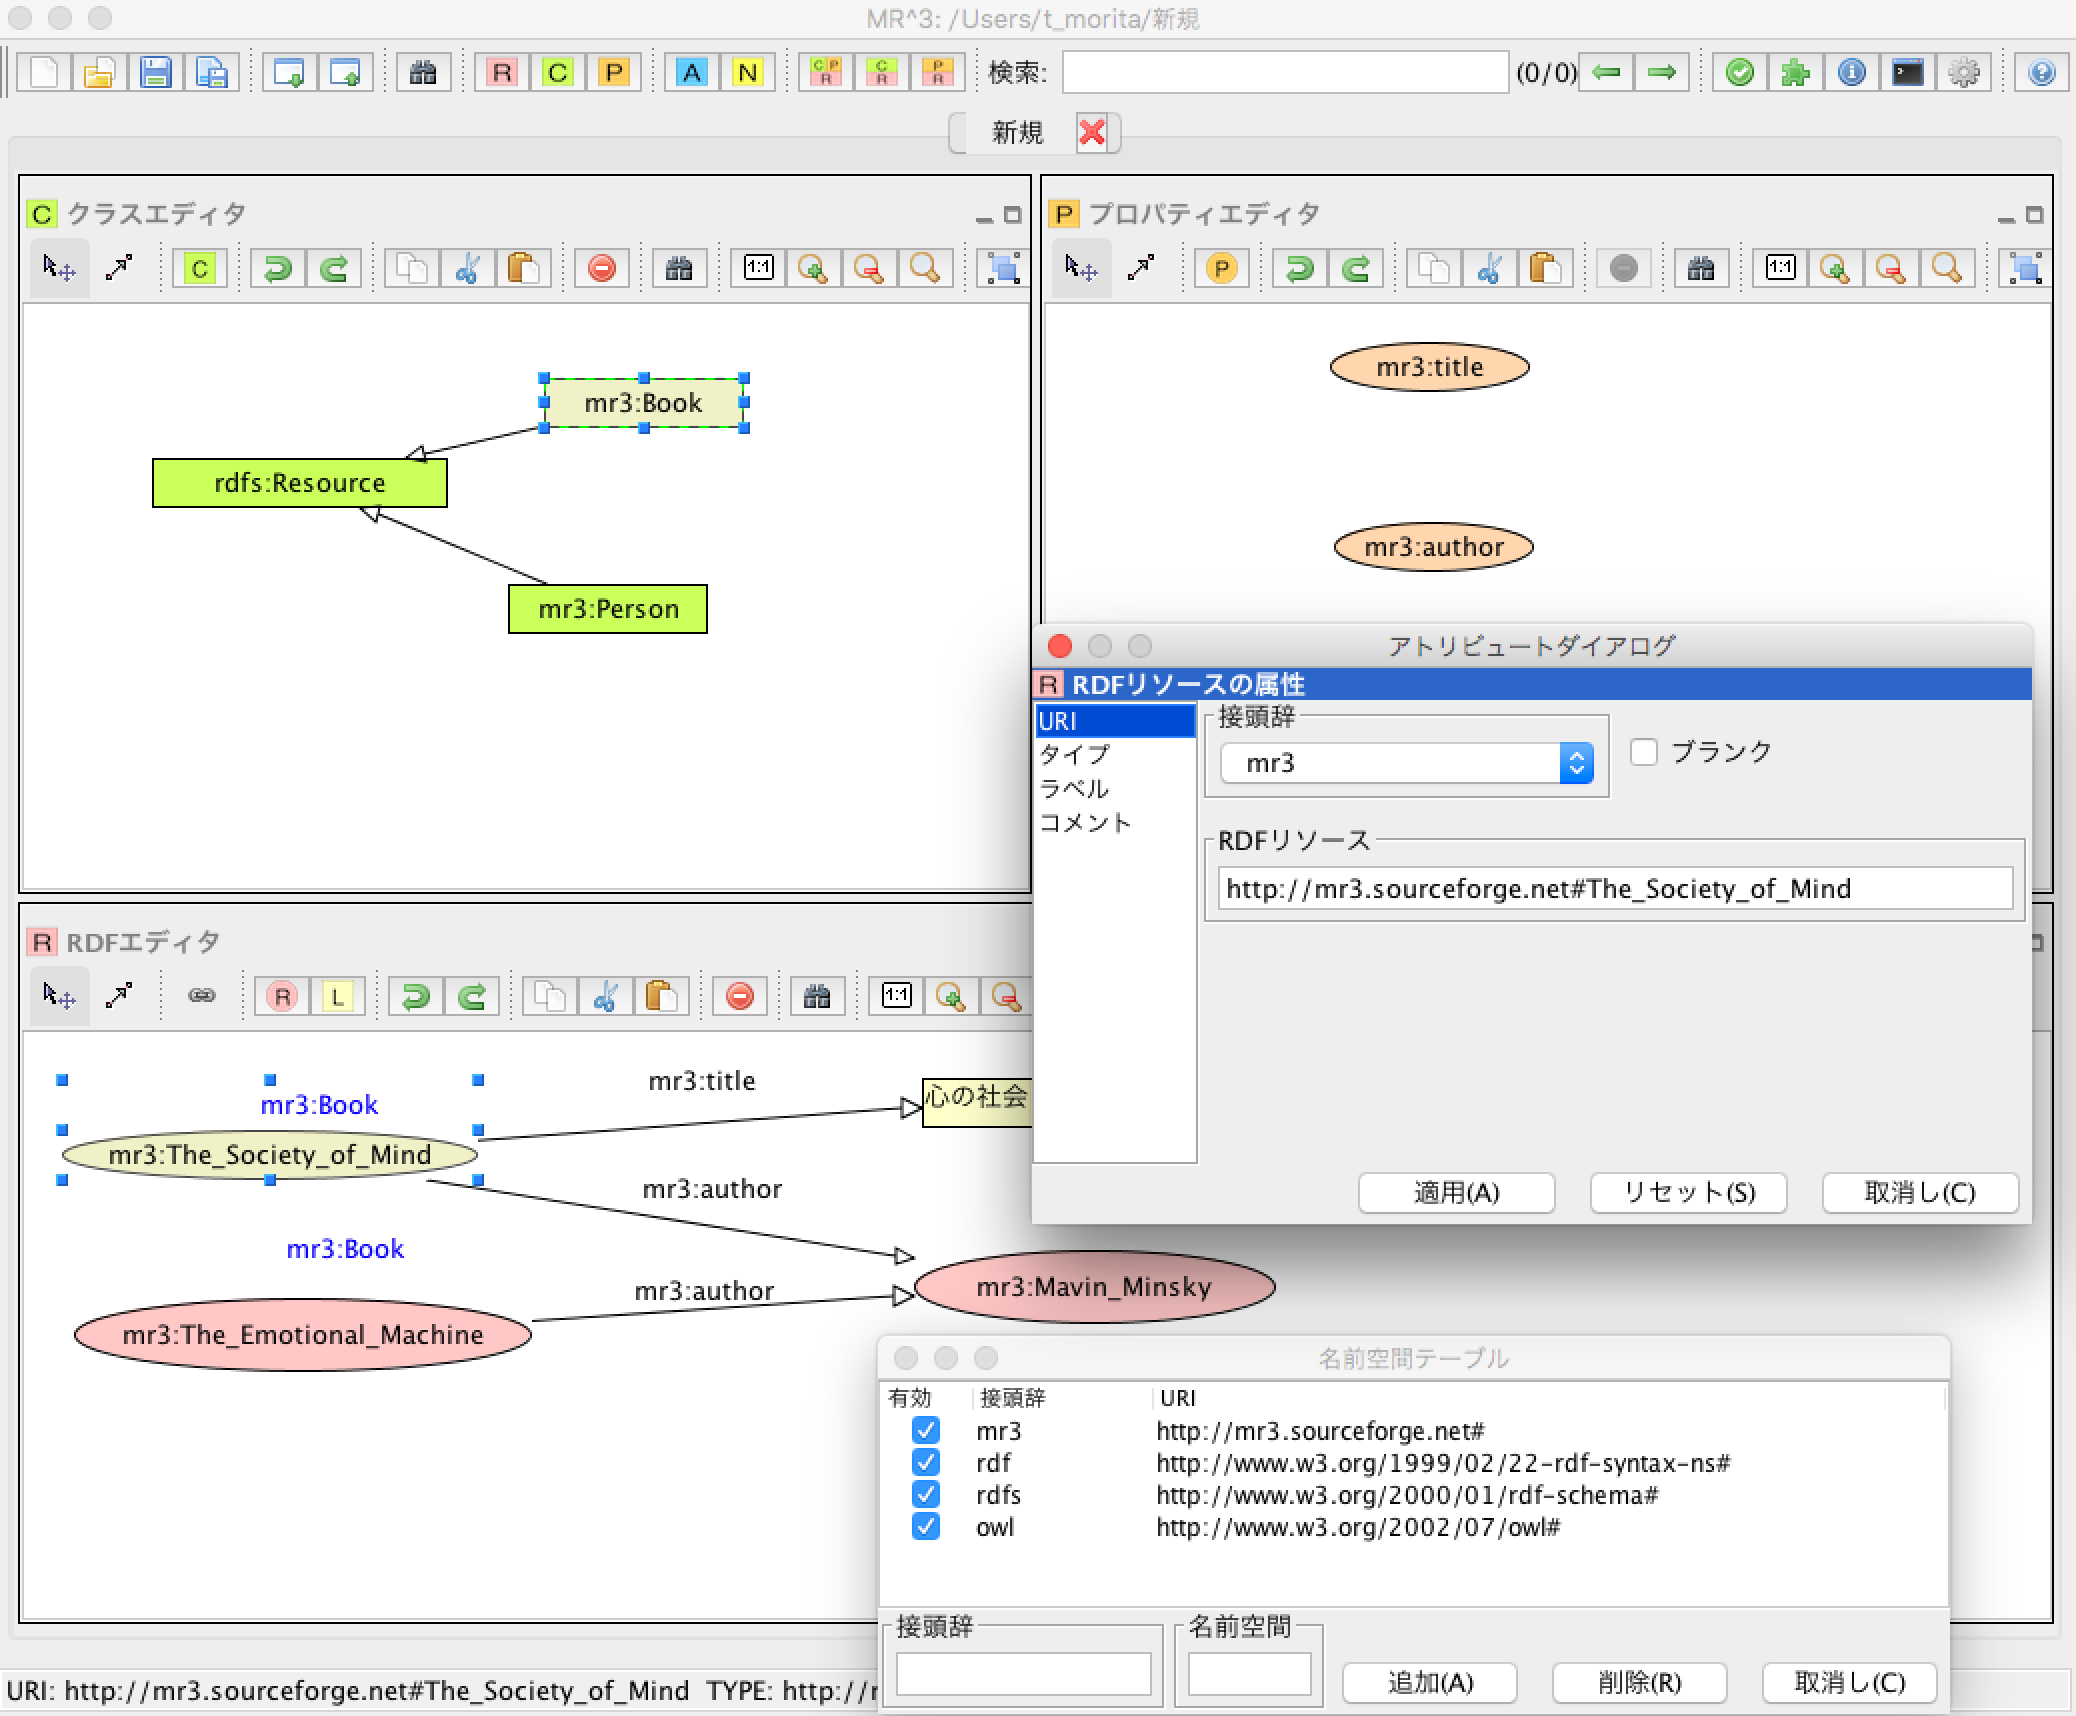 MR^3: /Users/t_morita/新規
R C P A N C P R C R P R 検索: (0/0)
新規
C クラスエディタ
C 1:1
mr3:Book
rdfs:Resource
mr3:Person
P プロパティエディタ
P 1:1
mr3:title
mr3:author
アトリビュートダイアログ
R RDFリソースの属性
URI
タイプ
ラベル
コメント
接頭辞
mr3
ブランク
RDFリソース
http://mr3.sourceforge.net#The_Society_of_Mind
適用(A) リセット(S) 取消し(C)
R RDFエディタ
R L 1:1
mr3:Book
mr3:The_Society_of_Mind
mr3:title
心の社会
mr3:author
mr3:Book
mr3:The_Emotional_Machine
mr3:author
mr3:Mavin_Minsky
名前空間テーブル
有効 接頭辞 URI
mr3 http://mr3.sourceforge.net#
rdf http://www.w3.org/1999/02/22-rdf-syntax-ns#
rdfs http://www.w3.org/2000/01/rdf-schema#
owl http://www.w3.org/2002/07/owl#
接頭辞 名前空間
追加(A) 削除(R) 取消し(C)
URI: http://mr3.sourceforge.net#The_Society_of_Mind TYPE: http://